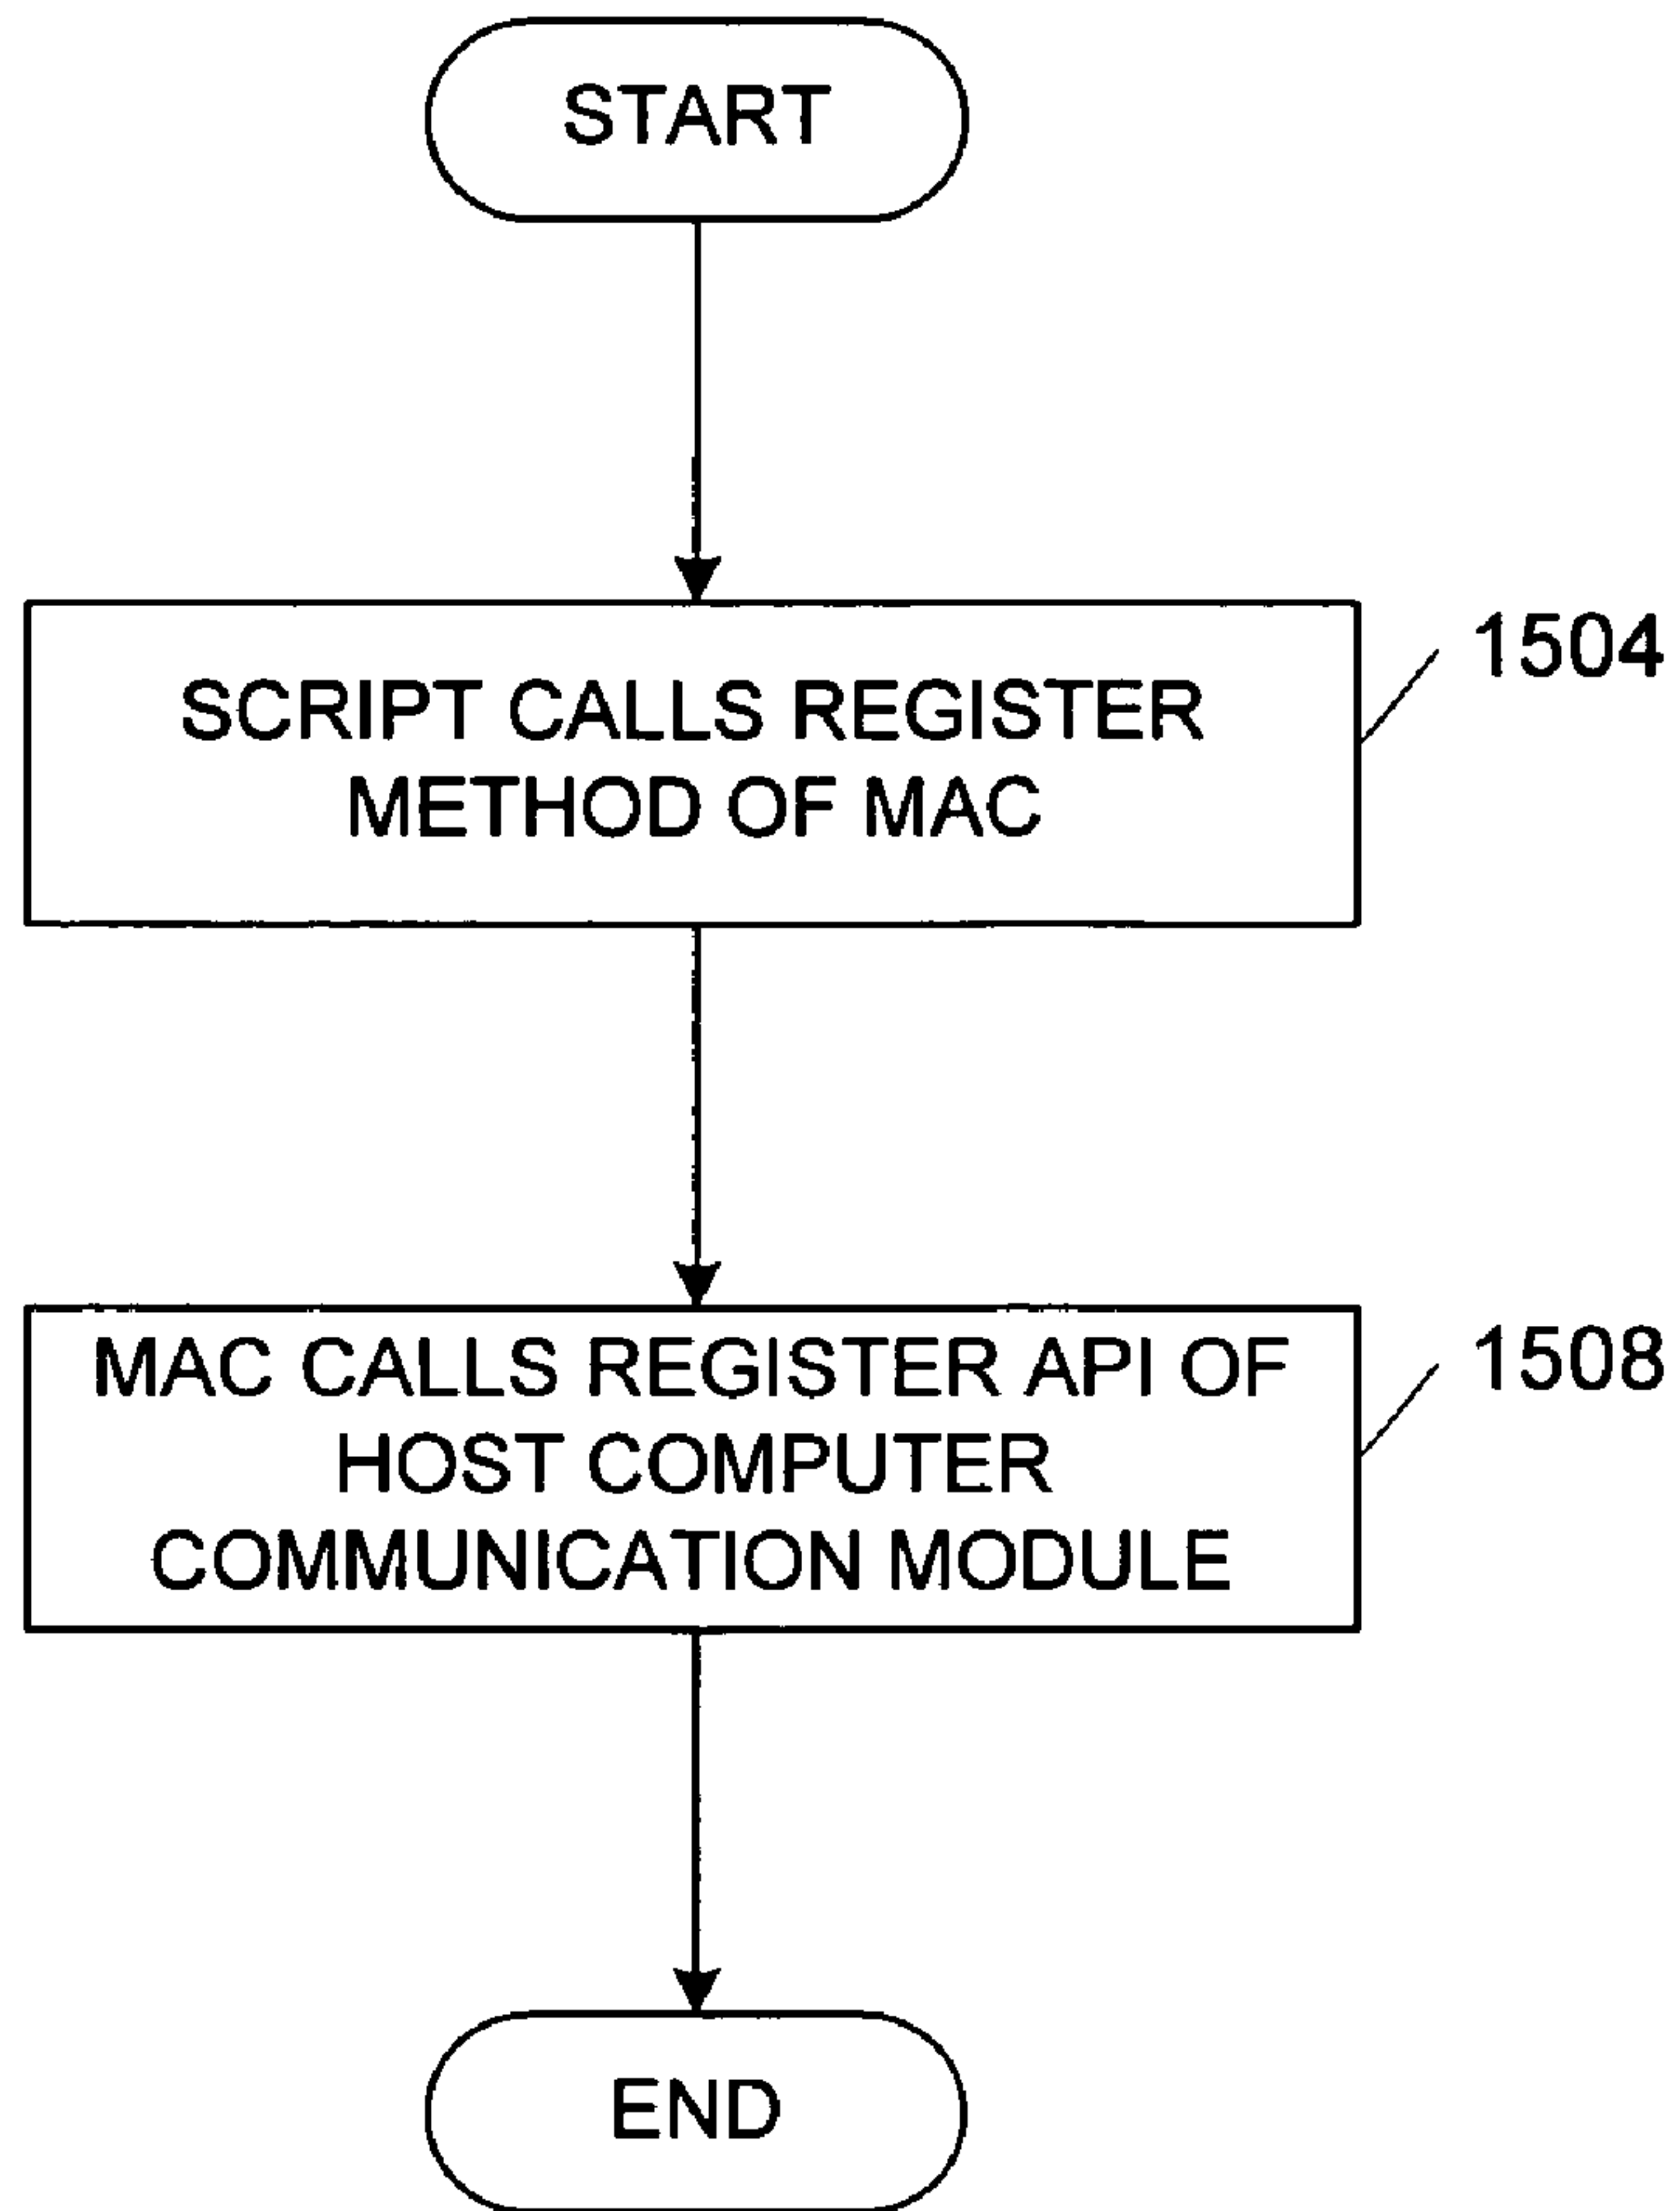 START
SCRIPT CALLS REGISTER
METHOD OF MAC
1504
MAC CALLS REGISTER API OF
HOST COMPUTER
COMMUNICATION MODULE
1508
END